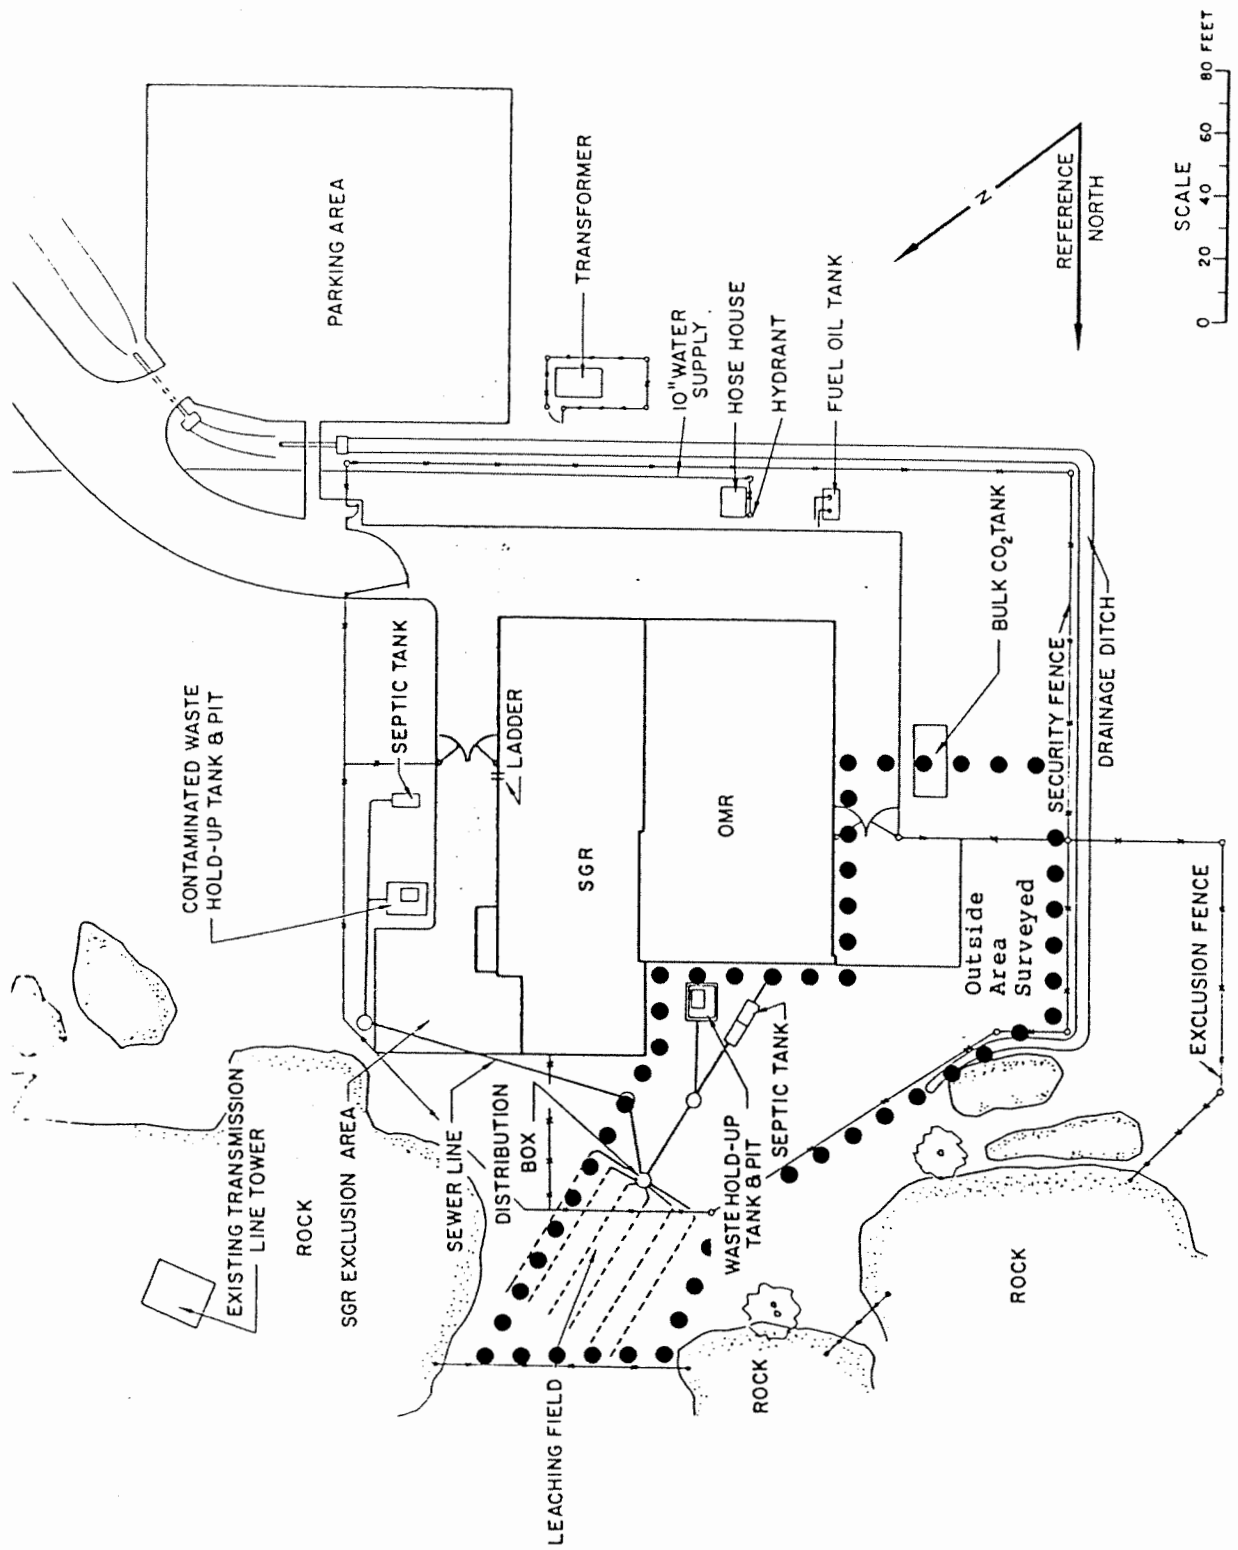 PARKING AREA
TRANSFORMER
10" WATER
SUPPLY
HOSE HOUSE
HYDRANT
FUEL OIL TANK
N
REFERENCE
NORTH
SCALE
0 20 40 60 80 FEET
CONTAMINATED WASTE
HOLD-UP TANK & PIT
SEPTIC TANK
LADDER
SGR
OMR
BULK CO₂ TANK
SECURITY FENCE
DRAINAGE DITCH
Outside
Area
Surveyed
EXCLUSION FENCE
EXISTING TRANSMISSION
LINE TOWER
ROCK
SGR EXCLUSION AREA
SEWER LINE
DISTRIBUTION
BOX
WASTE HOLD-UP
TANK & PIT
SEPTIC TANK
LEACHING FIELD
ROCK
ROCK